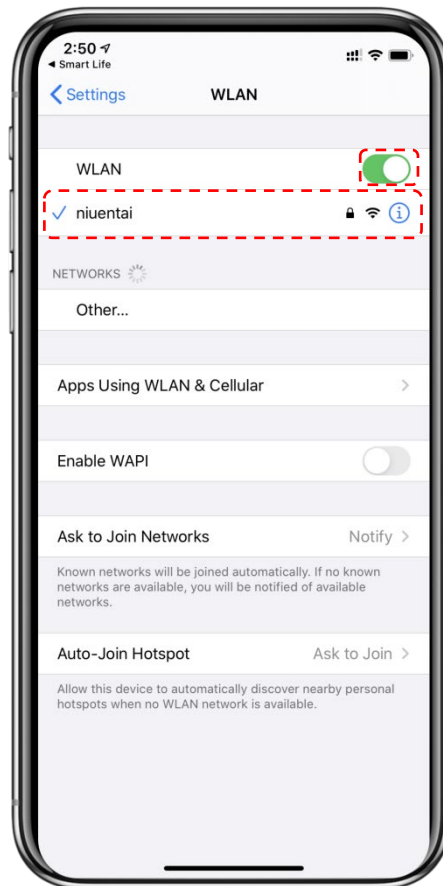 2:50
Smart Life
Settings
WLAN
WLAN
niuentai
NETWORKS
Other...
Apps Using WLAN & Cellular
Enable WAPI
Ask to Join Networks
Notify
Known networks will be joined automatically. If no known
networks are available, you will be notified of available
networks.
Auto-Join Hotspot
Ask to Join
Allow this device to automatically discover nearby personal
hotspots when no WLAN network is available.